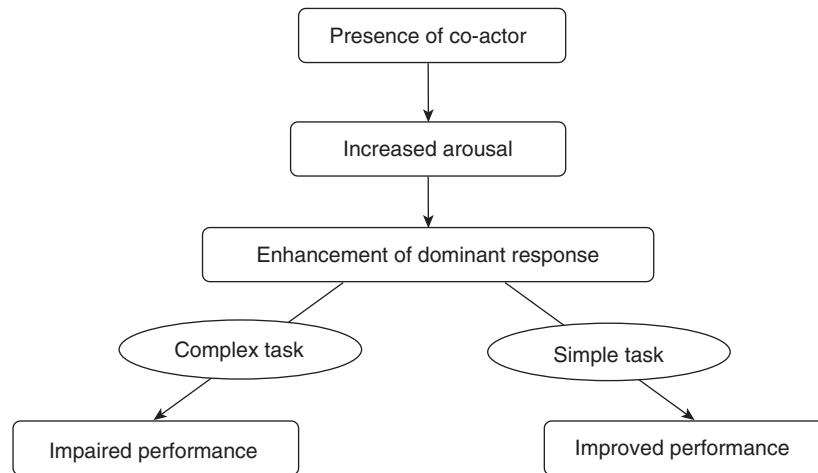 Presence of co-actor
Increased arousal
Enhancement of dominant response
Complex task
Simple task
Impaired performance
Improved performance